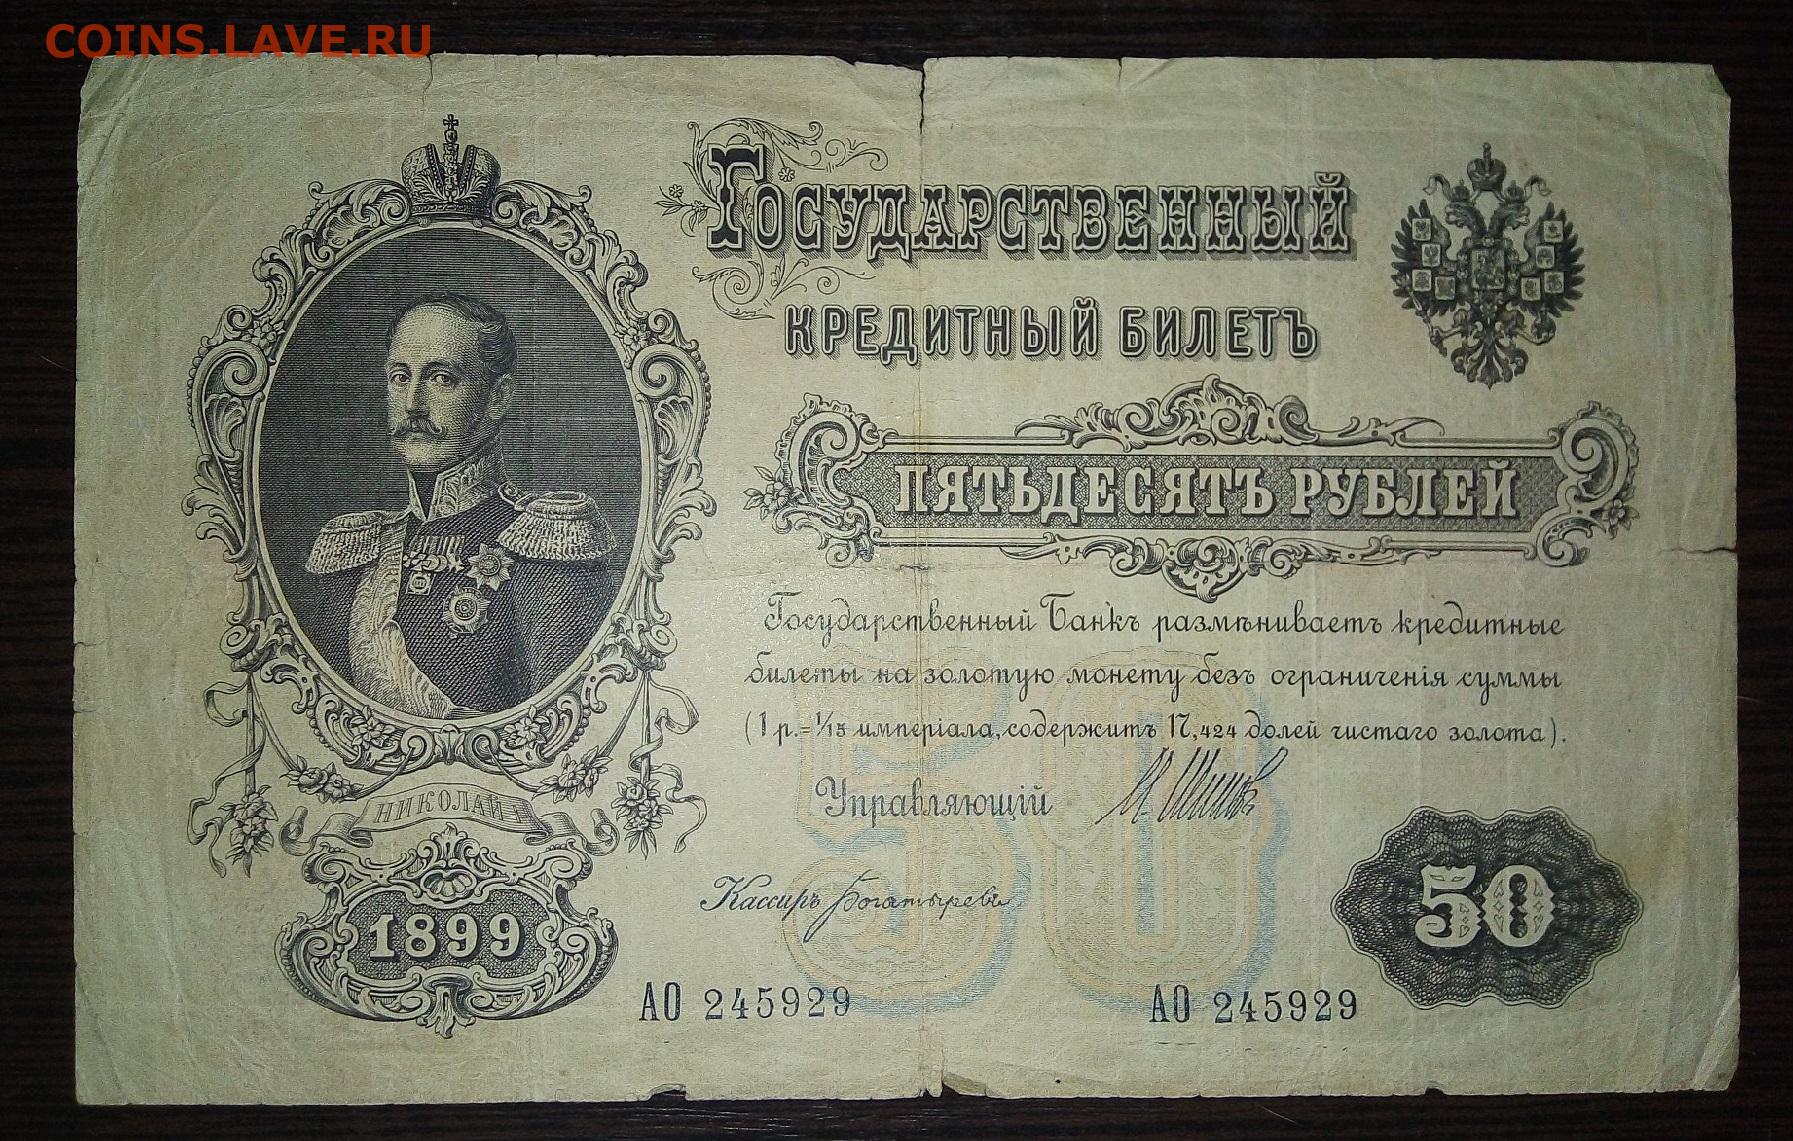 COINS.LAVE.RU
Государственный
кредитный билетъ
пятьдесятъ рублей
Государственный Банкъ размѣниваетъ кредитные
билеты на золотую монету безъ ограниченія суммы
(1 р.=1/15 имперіала, содержитъ 17,424 долей чистаго золота).
Управляющій
Кассиръ Богатыревъ
НИКОЛАЙ I
1899
50
АО 245929
АО 245929
50